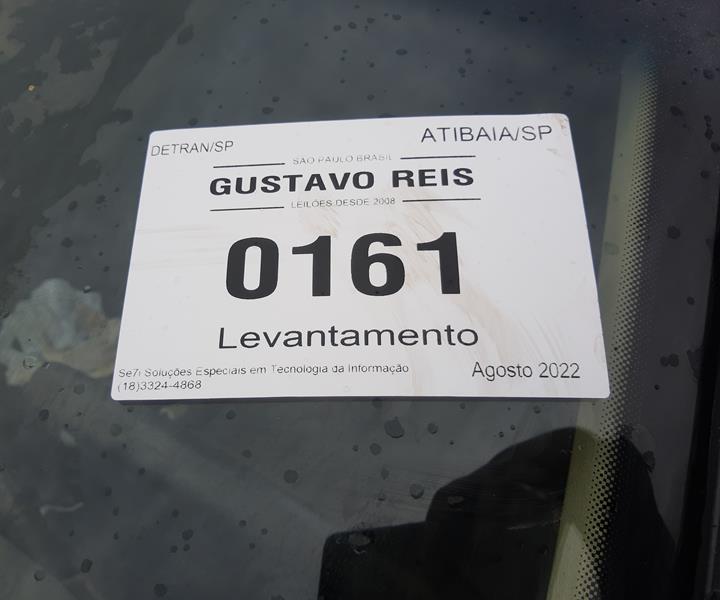 DETRAN/SP ATIBAIA/SP
SAO PAULO BRASIL
GUSTAVO REIS
LEILÕES DESDE 2008
0161
Levantamento
Se7i Soluções Especiais em Tecnologia da Informação
(18)3324-4868
Agosto 2022